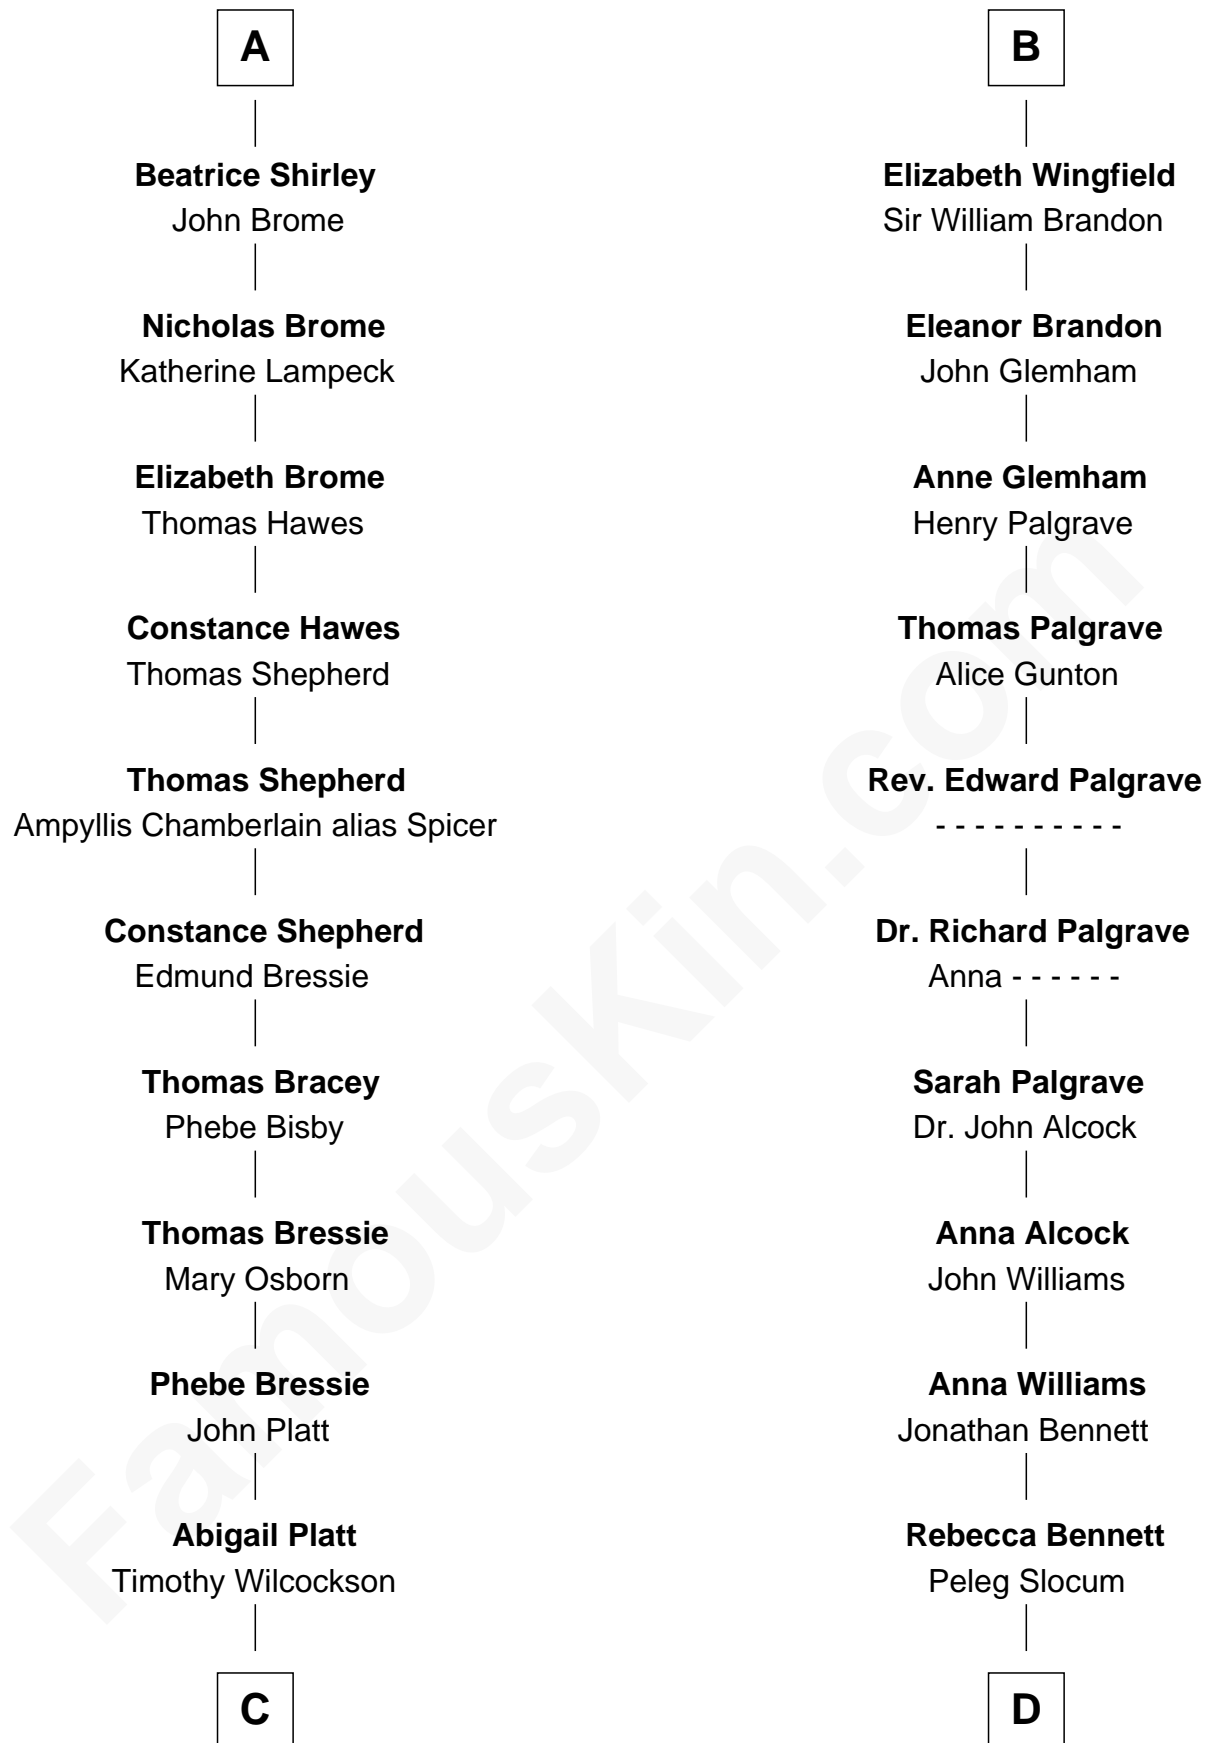 A
Beatrice Shirley
John Brome
Nicholas Brome
Katherine Lampeck
Elizabeth Brome
Thomas Hawes
Constance Hawes
Thomas Shepherd
Thomas Shepherd
Ampyllis Chamberlain alias Spicer
Constance Shepherd
Edmund Bressie
Thomas Bracey
Phebe Bisby
Thomas Bressie
Mary Osborn
Phebe Bressie
John Platt
Abigail Platt
Timothy Wilcockson
C
B
Elizabeth Wingfield
Sir William Brandon
Eleanor Brandon
John Glemham
Anne Glemham
Henry Palgrave
Thomas Palgrave
Alice Gunton
Rev. Edward Palgrave
- - - - - - - - - -
Dr. Richard Palgrave
Anna - - - - - -
Sarah Palgrave
Dr. John Alcock
Anna Alcock
John Williams
Anna Williams
Jonathan Bennett
Rebecca Bennett
Peleg Slocum
D
FamousKin.com